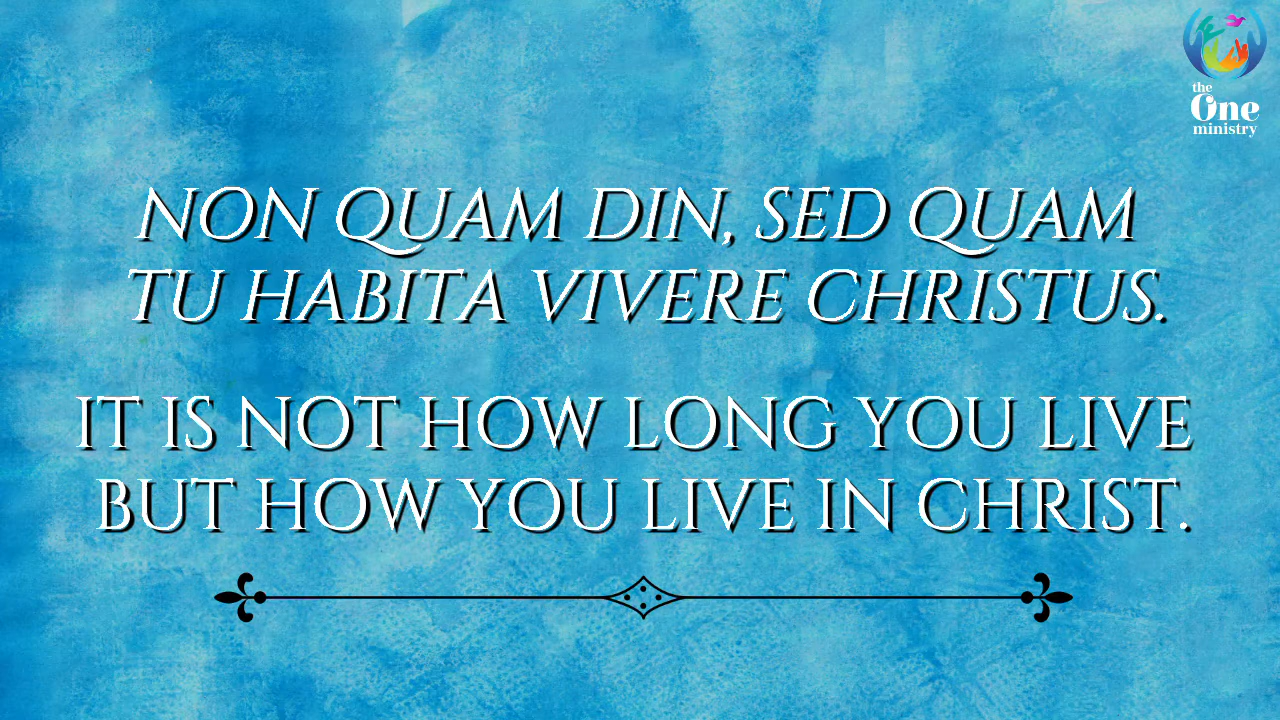 the
One
ministry
NON QUAM DIN, SED QUAM
TU HABITA VIVERE CHRISTUS.
IT IS NOT HOW LONG YOU LIVE
BUT HOW YOU LIVE IN CHRIST.